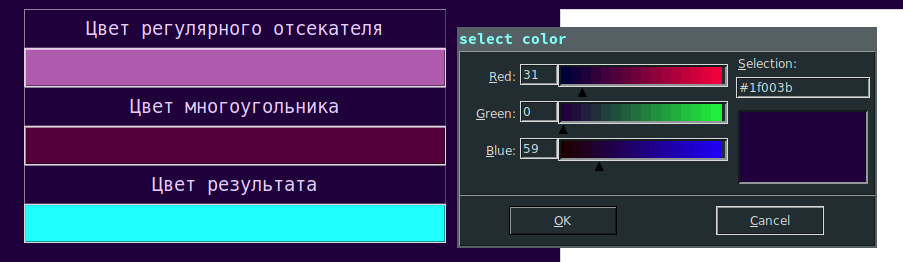 Цвет регулярного отсекателя
Цвет многоугольника
Цвет результата
select color
Red: 31
Green: 0
Blue: 59
Selection:
#1f003b
OK
Cancel